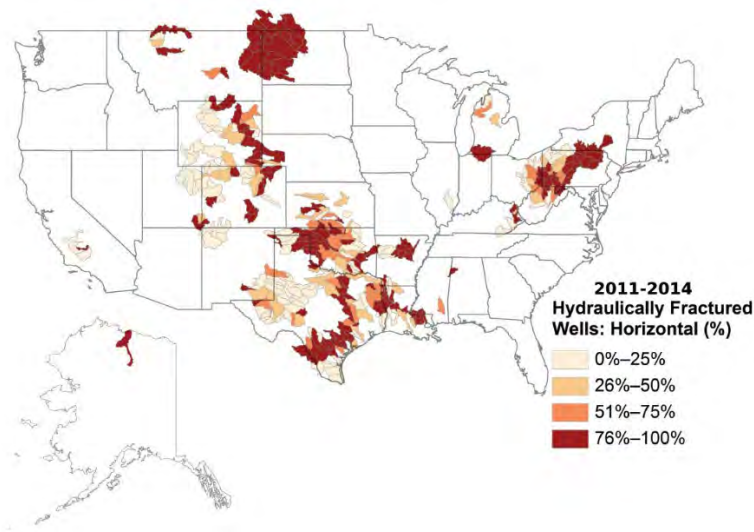 2011-2014
Hydraulically Fractured
Wells: Horizontal (%)
0%–25%
26%–50%
51%–75%
76%–100%